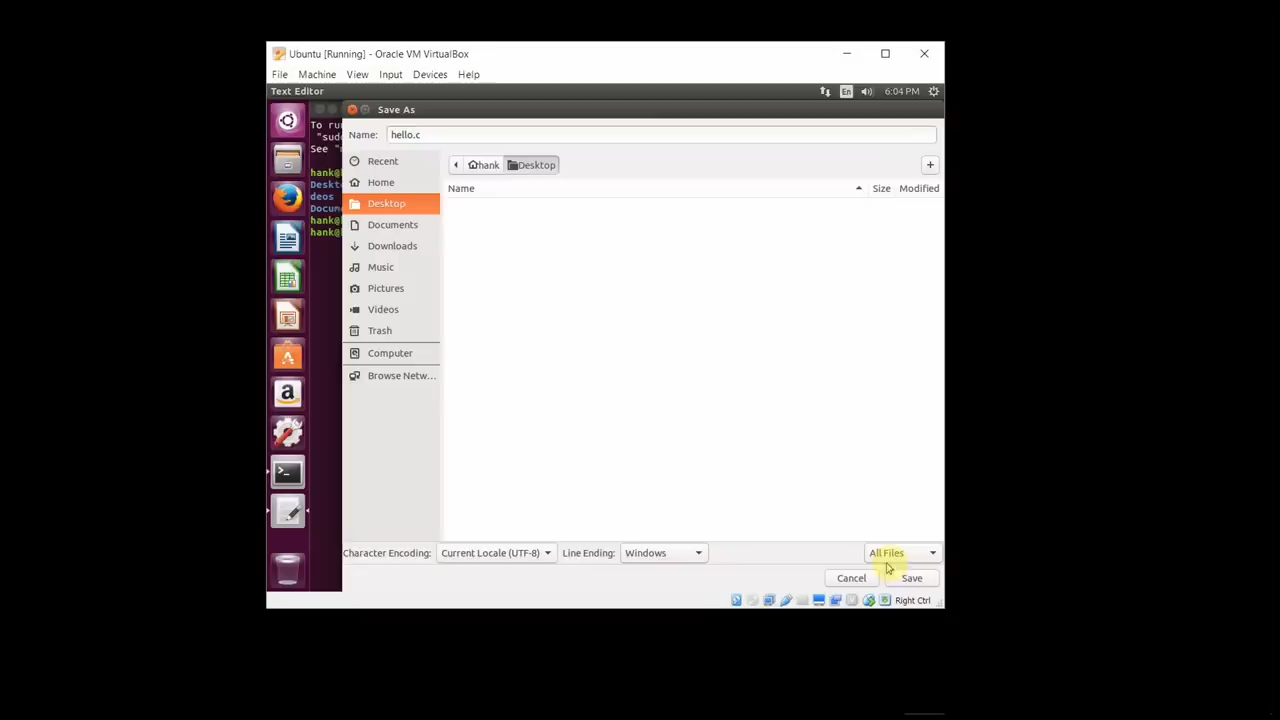 Ubuntu [Running] - Oracle VM VirtualBox
File Machine View Input Devices Help
Text Editor En 6:04 PM
Save As
To ru
"sud
See "
Name: hello.c
hank Desktop +
Name Size Modified
Recent
Home
Desktop
Documents
Downloads
Music
Pictures
Videos
Trash
Computer
Browse Netw...
hank@
Deskt
deos
Docum
hank@
hank@
Character Encoding: Current Locale (UTF-8) Line Ending: Windows All Files
Cancel Save
Right Ctrl